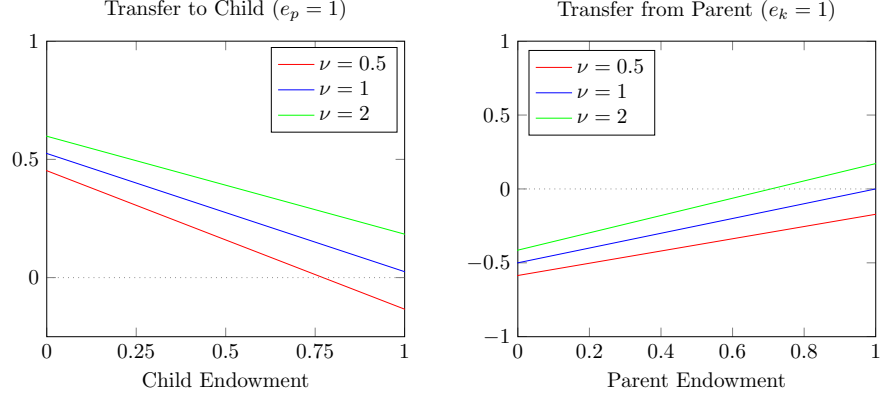 Transfer to Child (e_p = 1)
1
0.5
0
0
0.25
0.5
0.75
1
Child Endowment
ν = 0.5
ν = 1
ν = 2
Transfer from Parent (e_k = 1)
1
0.5
0
−0.5
−1
0
0.2
0.4
0.6
0.8
1
Parent Endowment
ν = 0.5
ν = 1
ν = 2